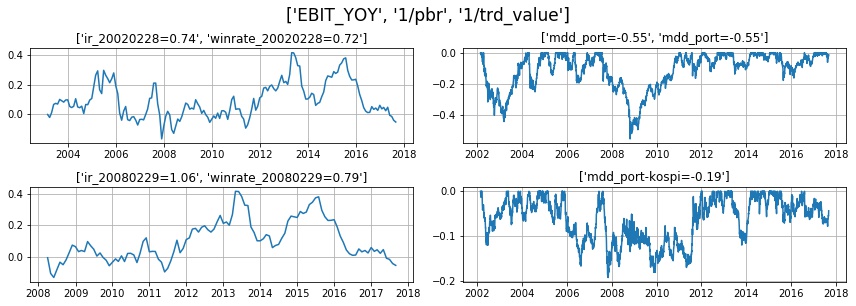 ['EBIT_YOY', '1/pbr', '1/trd_value']
['ir_20020228=0.74', 'winrate_20020228=0.72']
0.4
0.2
0.0
2004 2006 2008 2010 2012 2014 2016 2018
['mdd_port=-0.55', 'mdd_port=-0.55']
0.0
−0.2
−0.4
2002 2004 2006 2008 2010 2012 2014 2016 2018
['ir_20080229=1.06', 'winrate_20080229=0.79']
0.4
0.2
0.0
2008 2009 2010 2011 2012 2013 2014 2015 2016 2017 2018
['mdd_port-kospi=-0.19']
0.0
−0.1
−0.2
2002 2004 2006 2008 2010 2012 2014 2016 2018